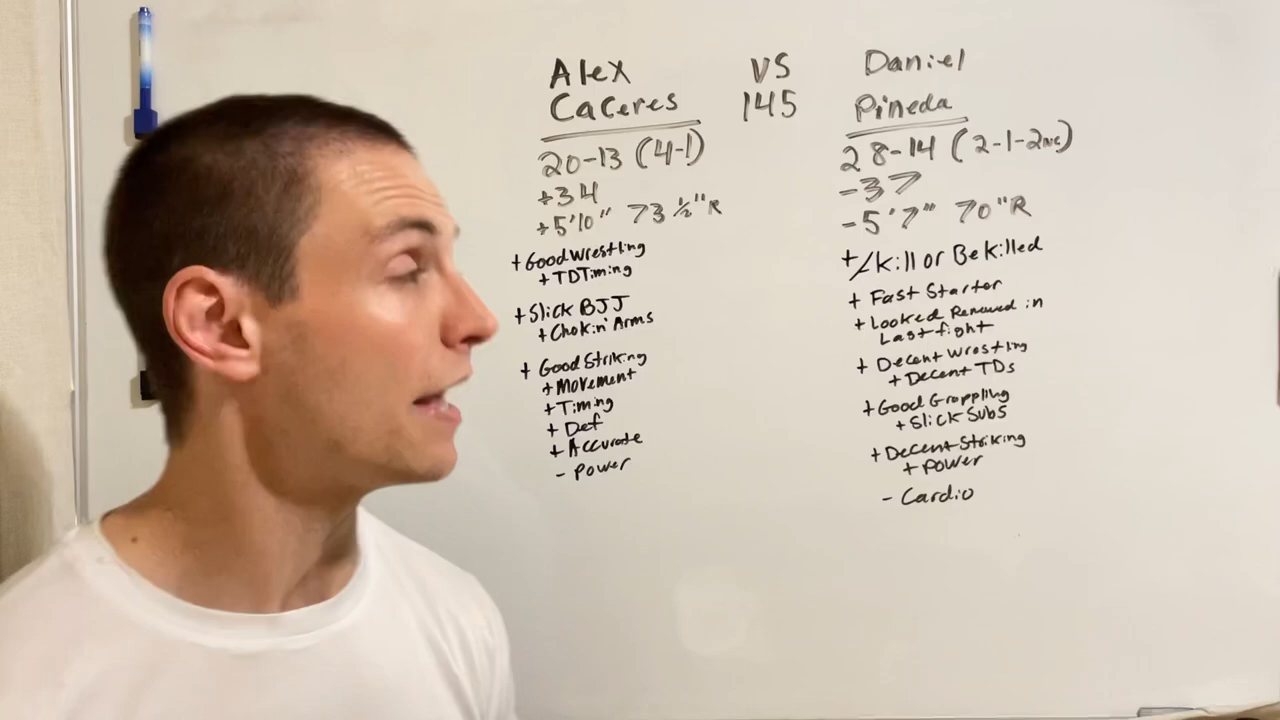 Alex VS Daniel
Caceres 145 Pineda
20-13 (4-1)
+34
+5'10" 73 ½"R
+Good Wrestling
+TDTiming
+Slick BJJ
+Chokin' Arms
+ Good Striking
+Movement
+Timing
+ Def
+ Accurate
- Power
28-14 (2-1-2NC)
-37
-5'7" 70"R
+/Kill or Be killed
+ Fast Starter
+Looked Renewed in
Last fight
+ Decent Wrestling
+ Decent TDs
+Good Grappling
+Slick Subs
+Decent Striking
+ Power
- Cardio